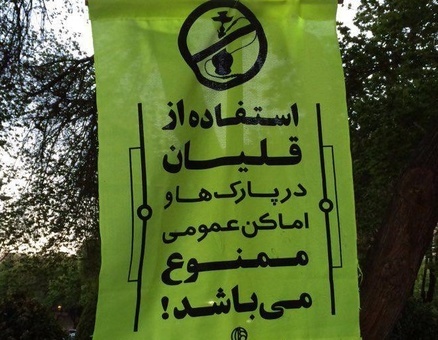 استفاده از
قلیان
در پارک ها و
اماکن عمومی
ممنوع
می باشد!